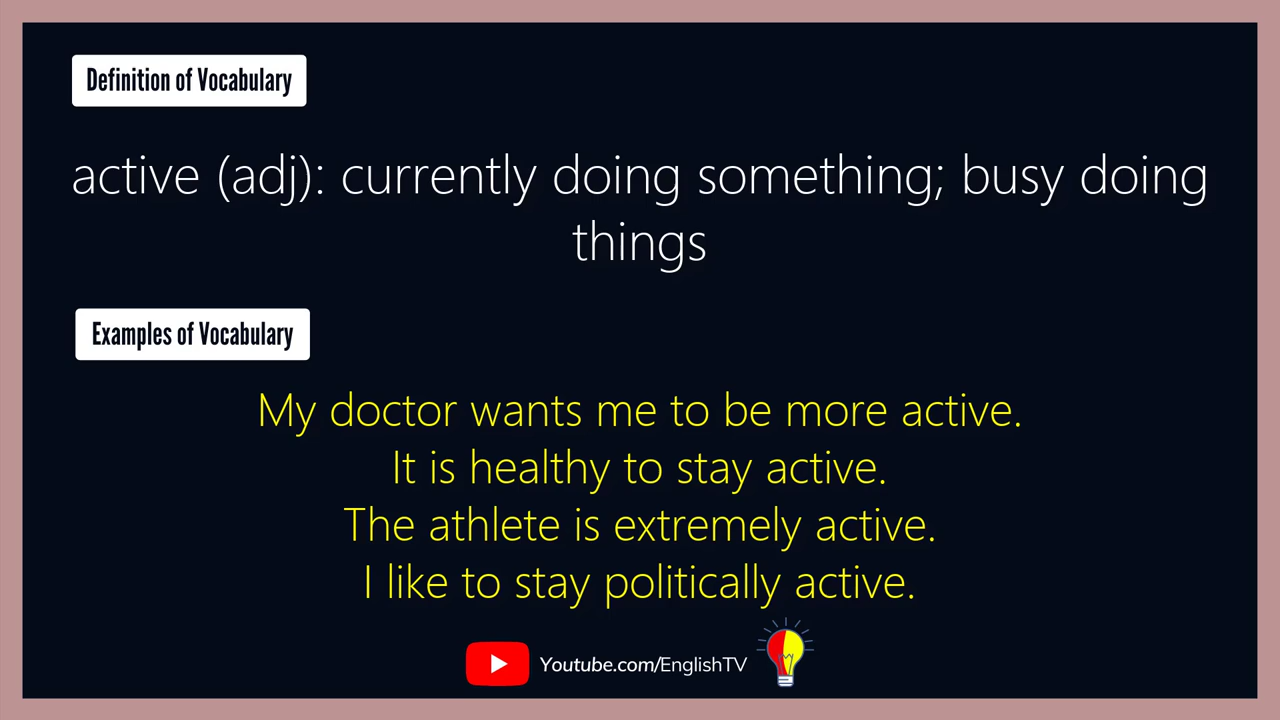 Definition of Vocabulary
active (adj): currently doing something; busy doing
things
Examples of Vocabulary
My doctor wants me to be more active.
It is healthy to stay active.
The athlete is extremely active.
I like to stay politically active.
Youtube.com/EnglishTV